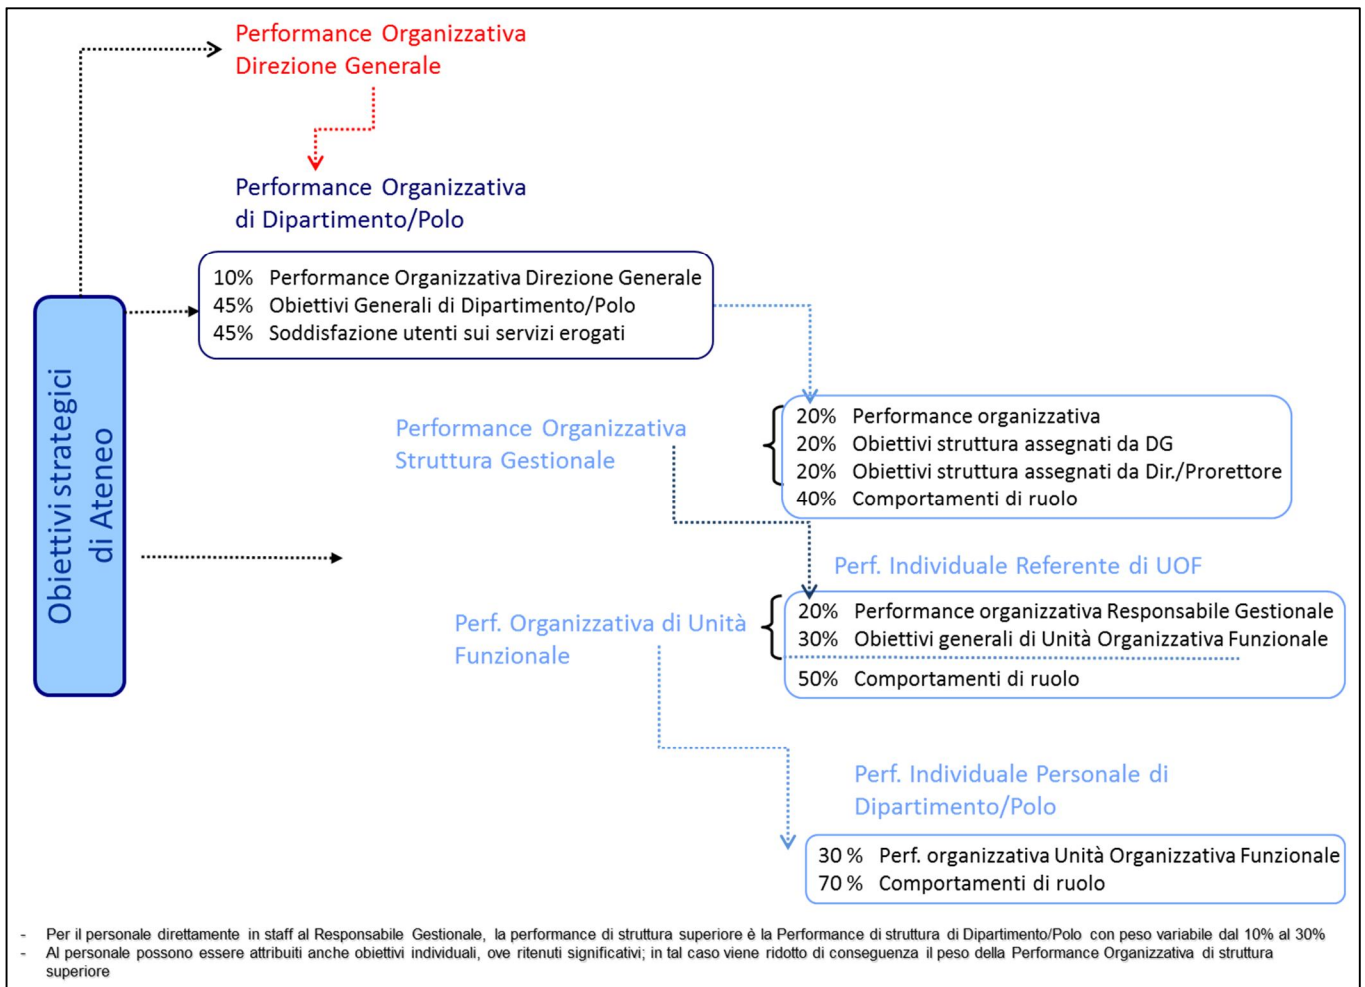 Performance Organizzativa
Direzione Generale
Performance Organizzativa
di Dipartimento/Polo
10% Performance Organizzativa Direzione Generale
45% Obiettivi Generali di Dipartimento/Polo
45% Soddisfazione utenti sui servizi erogati
Obiettivi strategici
di Ateneo
Performance Organizzativa
Struttura Gestionale
20% Performance organizzativa
20% Obiettivi struttura assegnati da DG
20% Obiettivi struttura assegnati da Dir./Prorettore
40% Comportamenti di ruolo
Perf. Individuale Referente di UOF
Perf. Organizzativa di Unità
Funzionale
20% Performance organizzativa Responsabile Gestionale
30% Obiettivi generali di Unità Organizzativa Funzionale
50% Comportamenti di ruolo
Perf. Individuale Personale di
Dipartimento/Polo
30 % Perf. organizzativa Unità Organizzativa Funzionale
70 % Comportamenti di ruolo
- Per il personale direttamente in staff al Responsabile Gestionale, la performance di struttura superiore è la Performance di struttura di Dipartimento/Polo con peso variabile dal 10% al 30%
- Al personale possono essere attribuiti anche obiettivi individuali, ove ritenuti significativi; in tal caso viene ridotto di conseguenza il peso della Performance Organizzativa di struttura
superiore